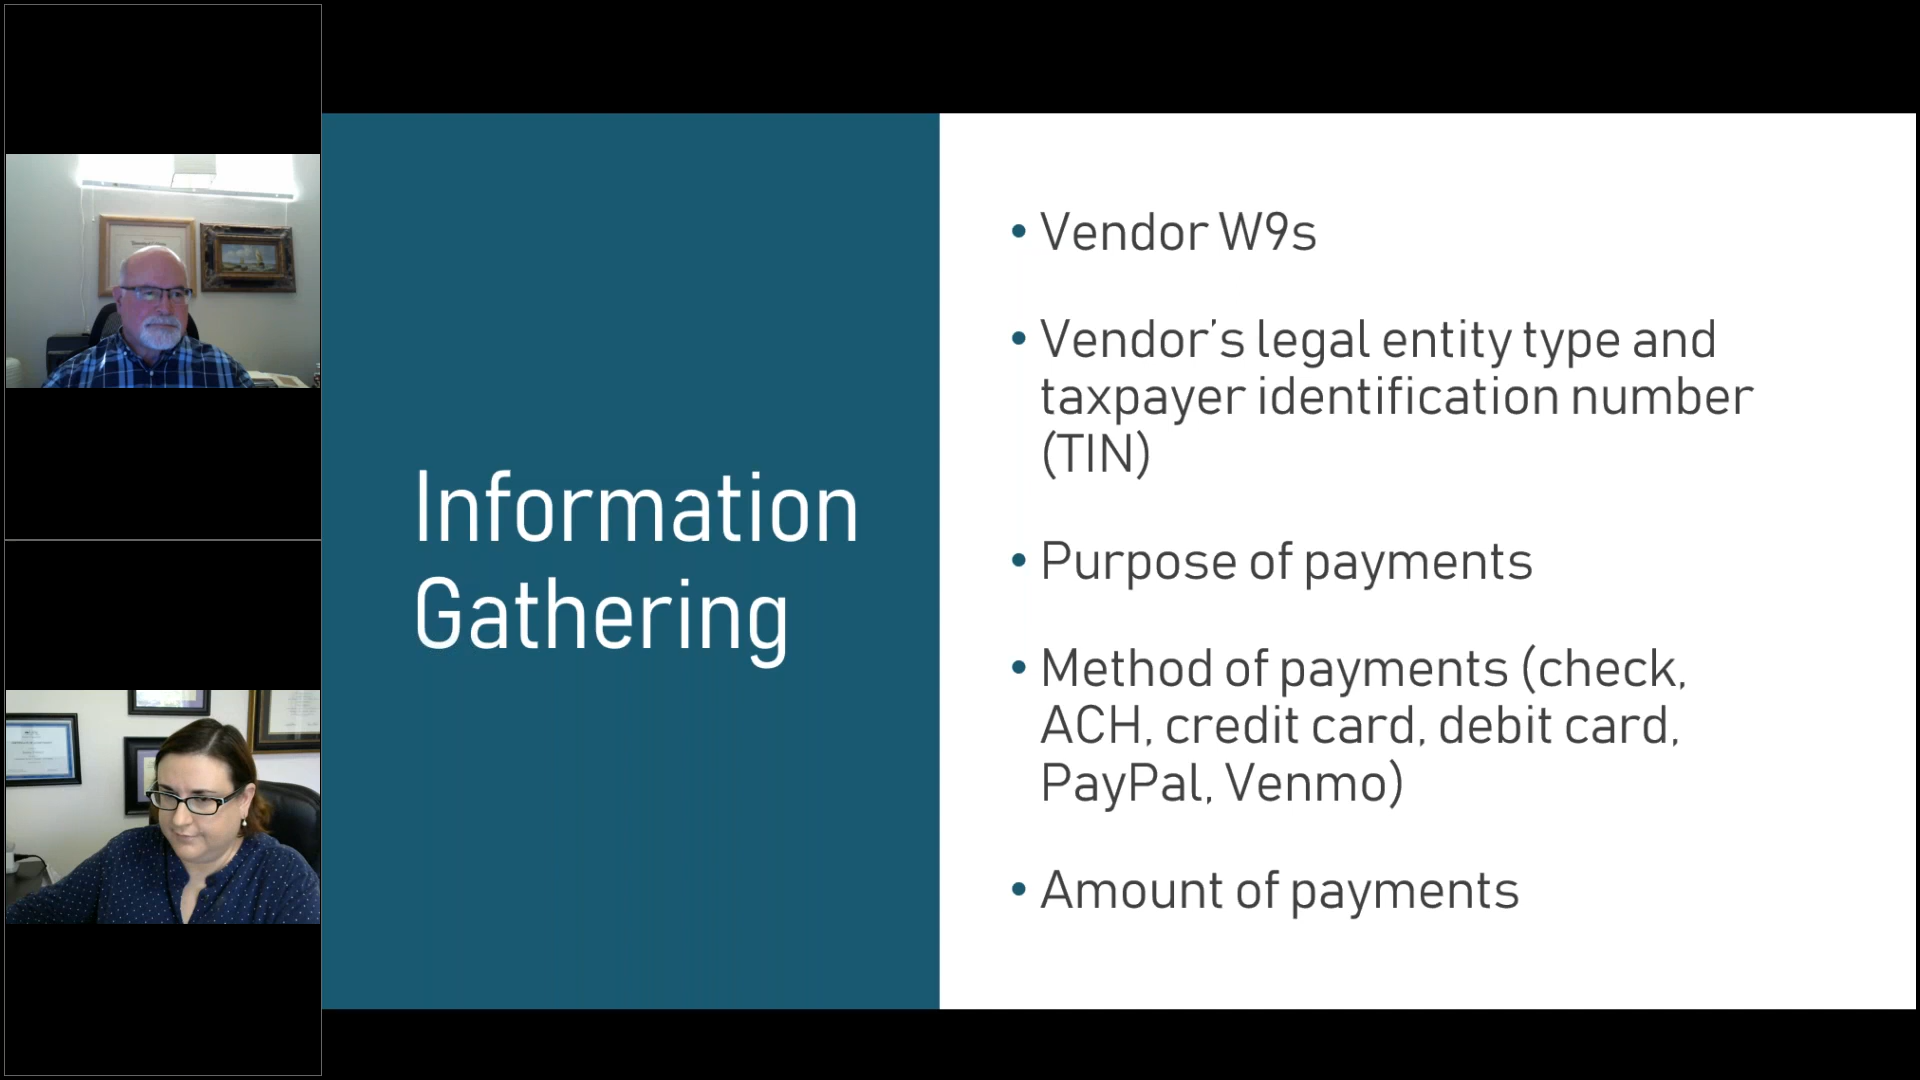 Information
Gathering
• Vendor W9s
• Vendor's legal entity type and
taxpayer identification number
(TIN)
• Purpose of payments
• Method of payments (check,
ACH, credit card, debit card,
PayPal, Venmo)
• Amount of payments